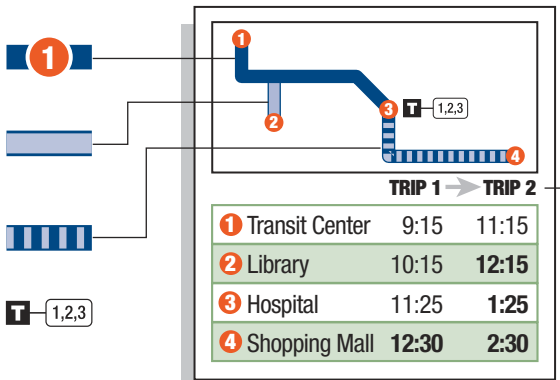 1
1
2
3 T 1,2,3
4
T 1,2,3
TRIP 1 TRIP 2
1 Transit Center 9:15 11:15
2 Library 10:15 12:15
3 Hospital 11:25 1:25
4 Shopping Mall 12:30 2:30